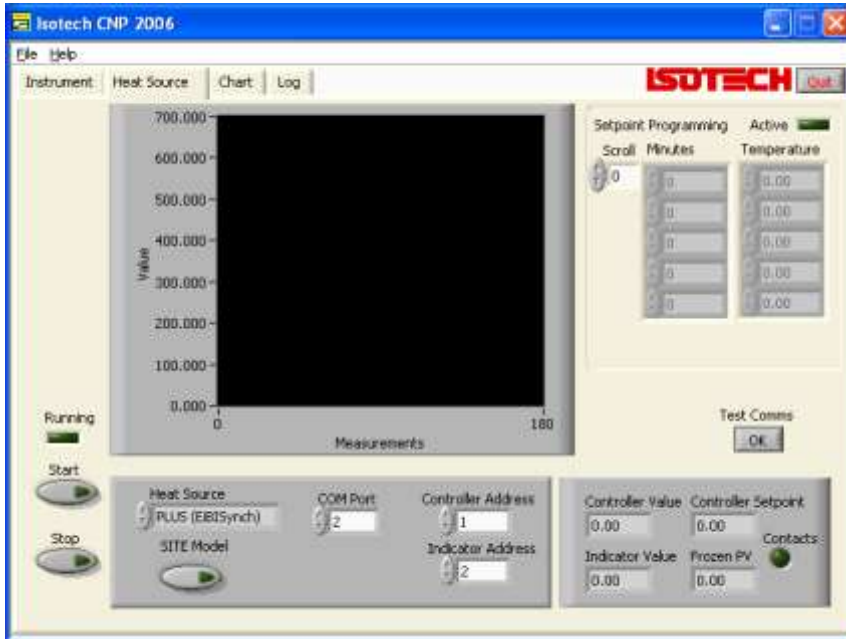 Isotech CNP 2006
File Help
Instrument Heat Source Chart Log
ISOTECH Quit
700.000
600.000
500.000
400.000
300.000
200.000
100.000
0.000
Value
0 180
Measurements
Setpoint Programming Active
Scroll Minutes Temperature
0 0 0.00
0 0.00
0 0.00
0 0.00
0 0.00
Running
Start
Stop
Test Comms
OK
Heat Source COM Port Controller Address
PLUS (EiBISynch) 2 1
SITE Model Indicator Address
2
Controller Value Controller Setpoint
0.00 0.00
Contacts
Indicator Value Frozen PV
0.00 0.00